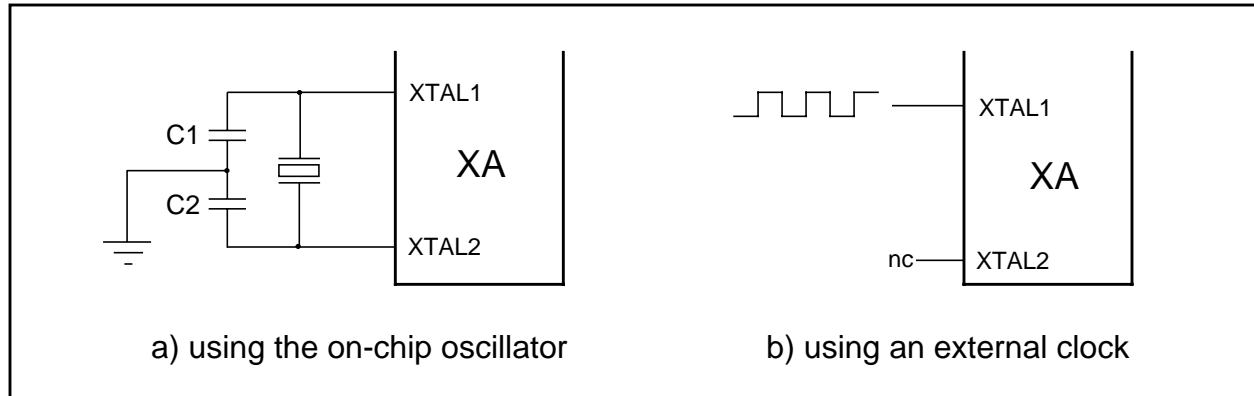 XTAL1
C1
XA
C2
XTAL2
a) using the on-chip oscillator
XTAL1
XA
nc
XTAL2
b) using an external clock